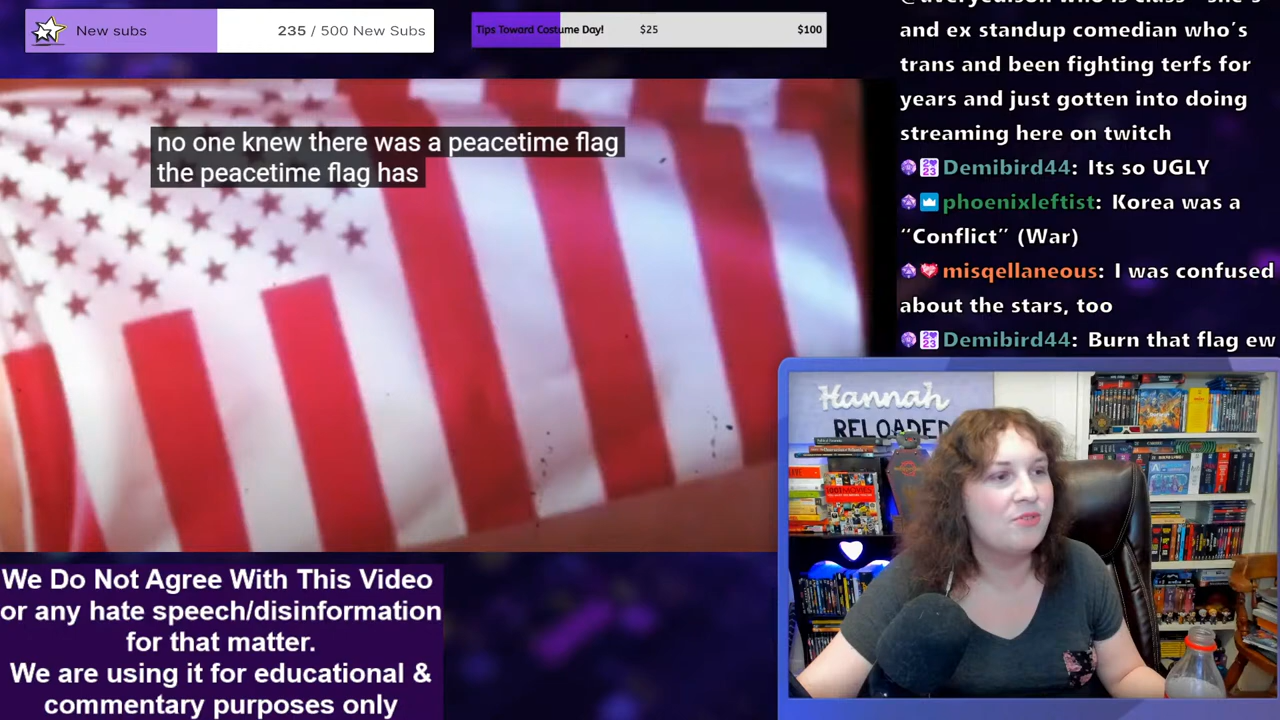 New subs
235 / 500 New Subs
Tips Toward Costume Day!
$25
$100
no one knew there was a peacetime flag
the peacetime flag has
and ex standup comedian who's
trans and been fighting terfs for
years and just gotten into doing
streaming here on twitch
Demibird44: Its so UGLY
phoenixleftist: Korea was a
“Conflict” (War)
misqellaneous: I was confused
about the stars, too
Demibird44: Burn that flag ew
Hannah
RELOADED
We Do Not Agree With This Video
or any hate speech/disinformation
for that matter.
We are using it for educational &
commentary purposes only